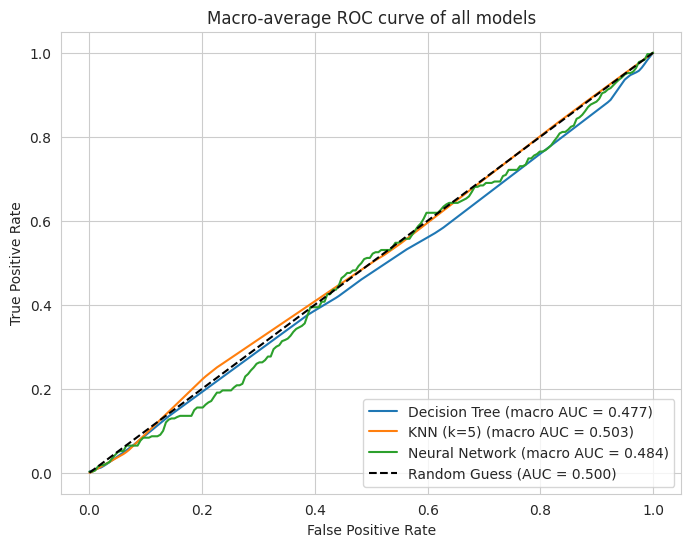 Macro-average ROC curve of all models
True Positive Rate
1.0
0.8
0.6
0.4
0.2
0.0
Decision Tree (macro AUC = 0.477)
KNN (k=5) (macro AUC = 0.503)
Neural Network (macro AUC = 0.484)
Random Guess (AUC = 0.500)
0.0 0.2 0.4 0.6 0.8 1.0
False Positive Rate